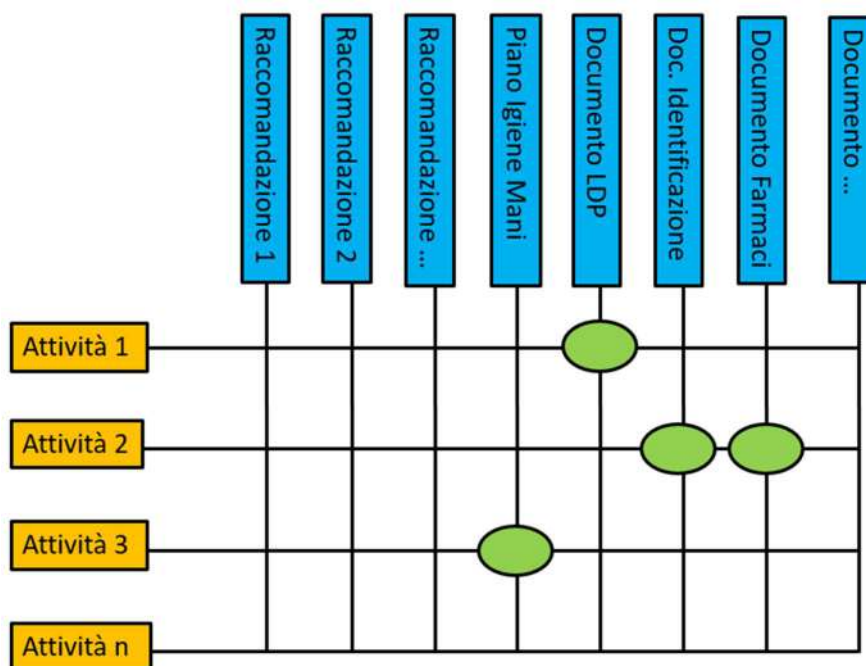 Raccomandazione 1
Raccomandazione 2
Raccomandazione ...
Piano Igiene Mani
Documento LDP
Doc. Identificazione
Documento Farmaci
Documento ...
Attività 1
Attività 2
Attività 3
Attività n